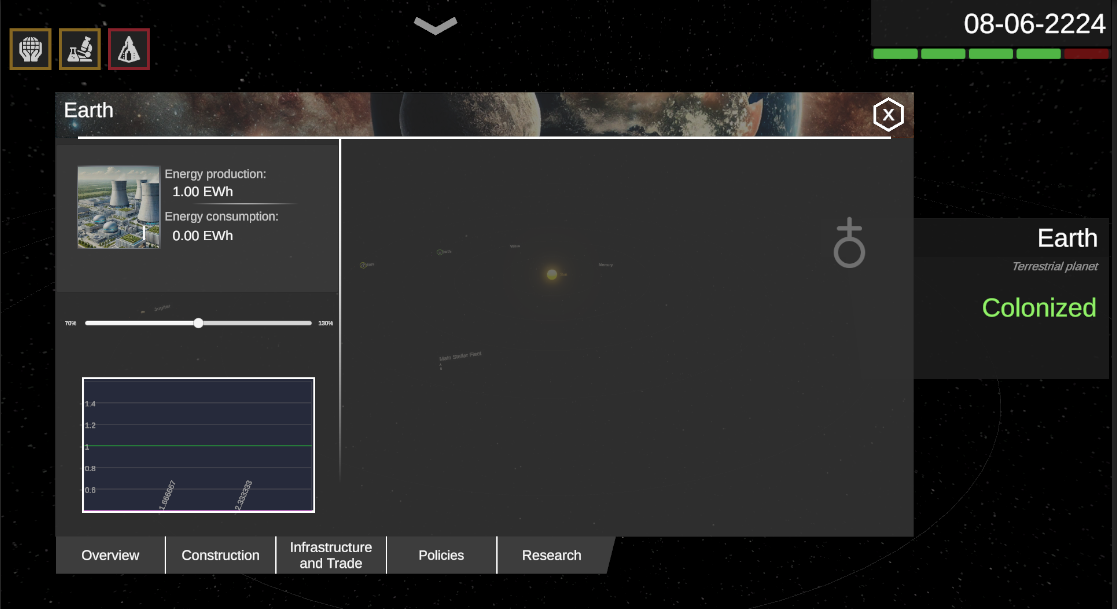 08-06-2224
Earth
X
Energy production:
1.00 EWh
Energy consumption:
0.00 EWh
70%
130%
1.4
1.2
1
0.8
0.6
1.666667
2.333333
Earth
Terrestrial planet
Colonized
Overview
Construction
Infrastructure
and Trade
Policies
Research